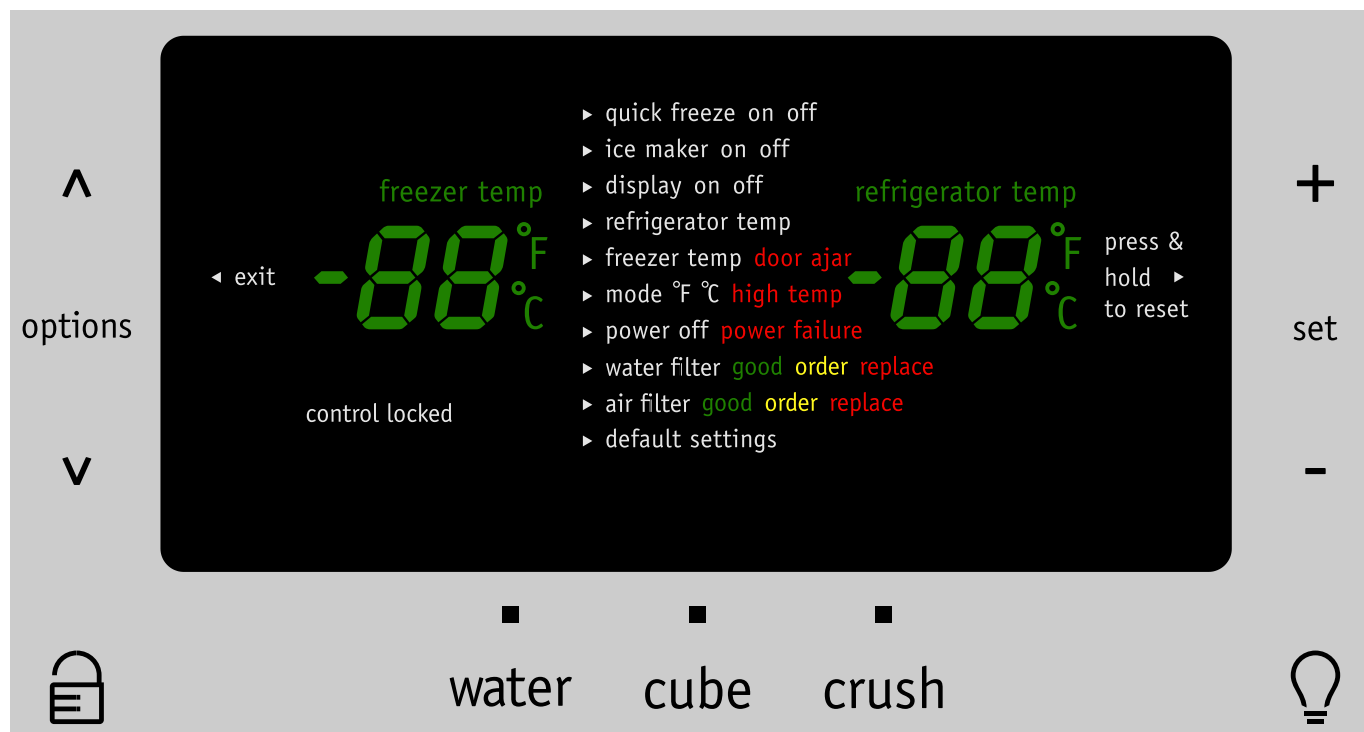 quick freeze on off
ice maker on off
display on off
refrigerator temp
freezer temp door ajar
mode °F °C high temp
power off power failure
water filter good order replace
air filter good order replace
default settings
freezer temp
-88 °F °C
refrigerator temp
-88 °F °C
◂ exit
press &
hold ▸
to reset
control locked
^
options
v
+
set
-
water
cube
crush